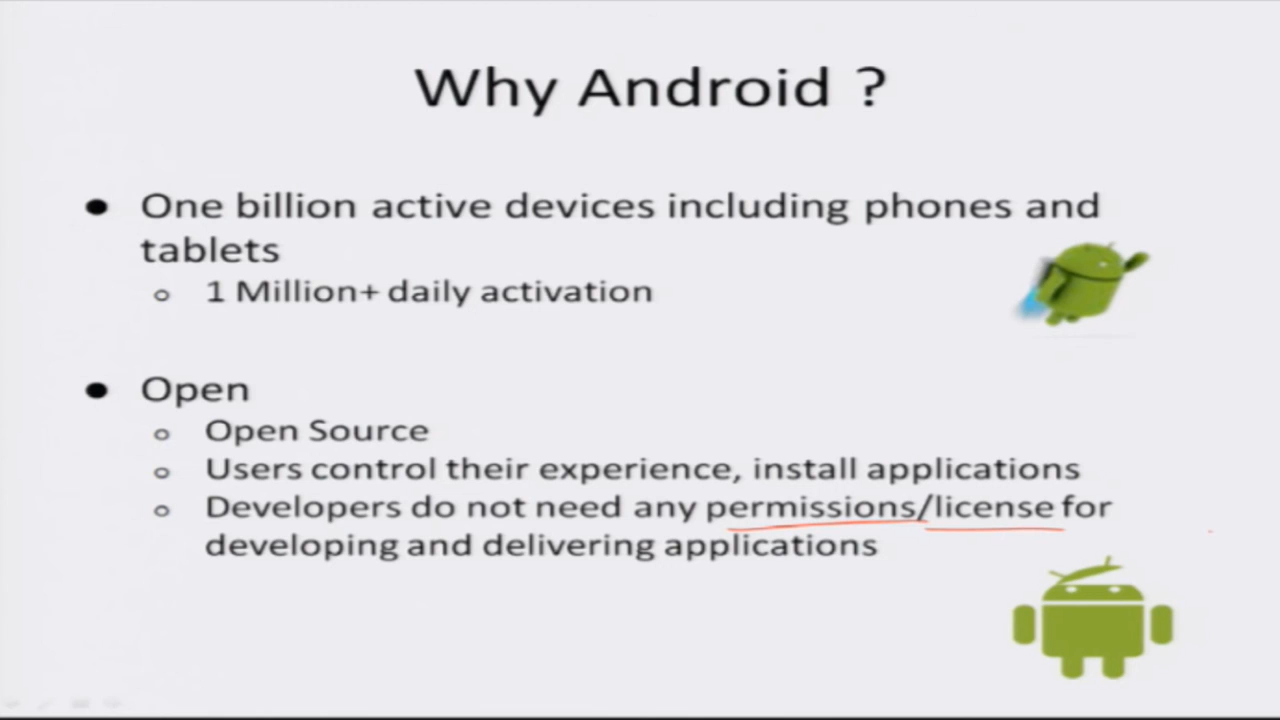 Why Android ?
● One billion active devices including phones and
tablets
○ 1 Million+ daily activation
● Open
○ Open Source
○ Users control their experience, install applications
○ Developers do not need any permissions/license for
developing and delivering applications